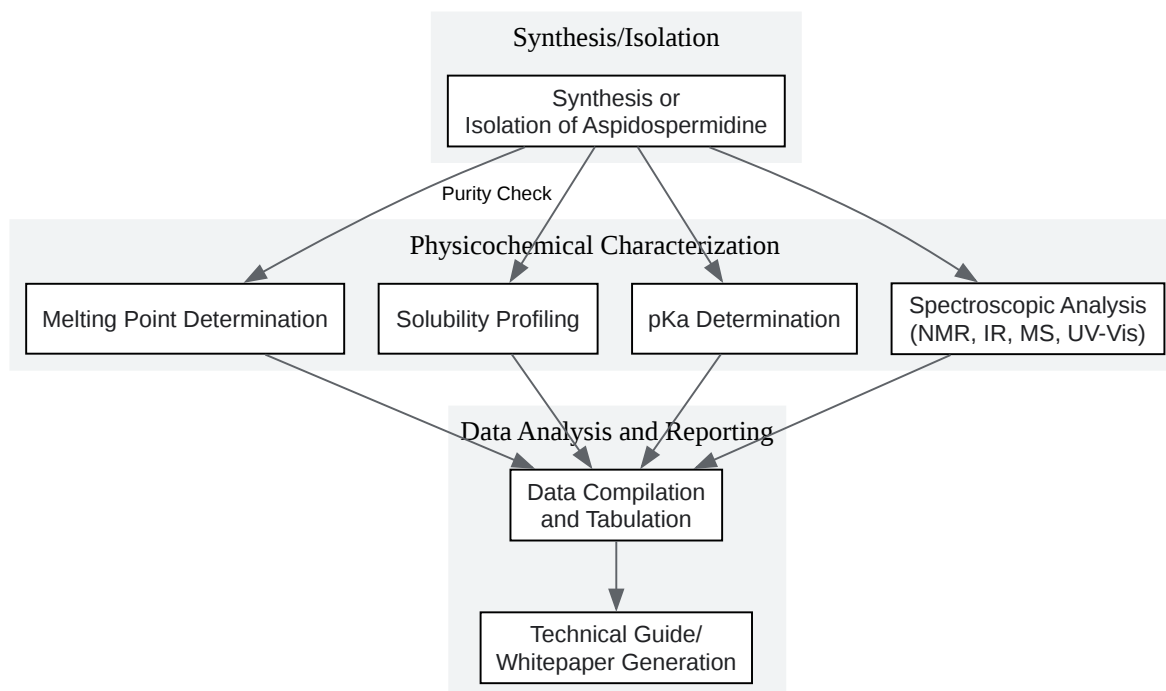 Synthesis/Isolation
Synthesis or
Isolation of Aspidospermidine
Purity Check
Physicochemical Characterization
Melting Point Determination
Solubility Profiling
pKa Determination
Spectroscopic Analysis
(NMR, IR, MS, UV-Vis)
Data Analysis and Reporting
Data Compilation
and Tabulation
Technical Guide/
Whitepaper Generation